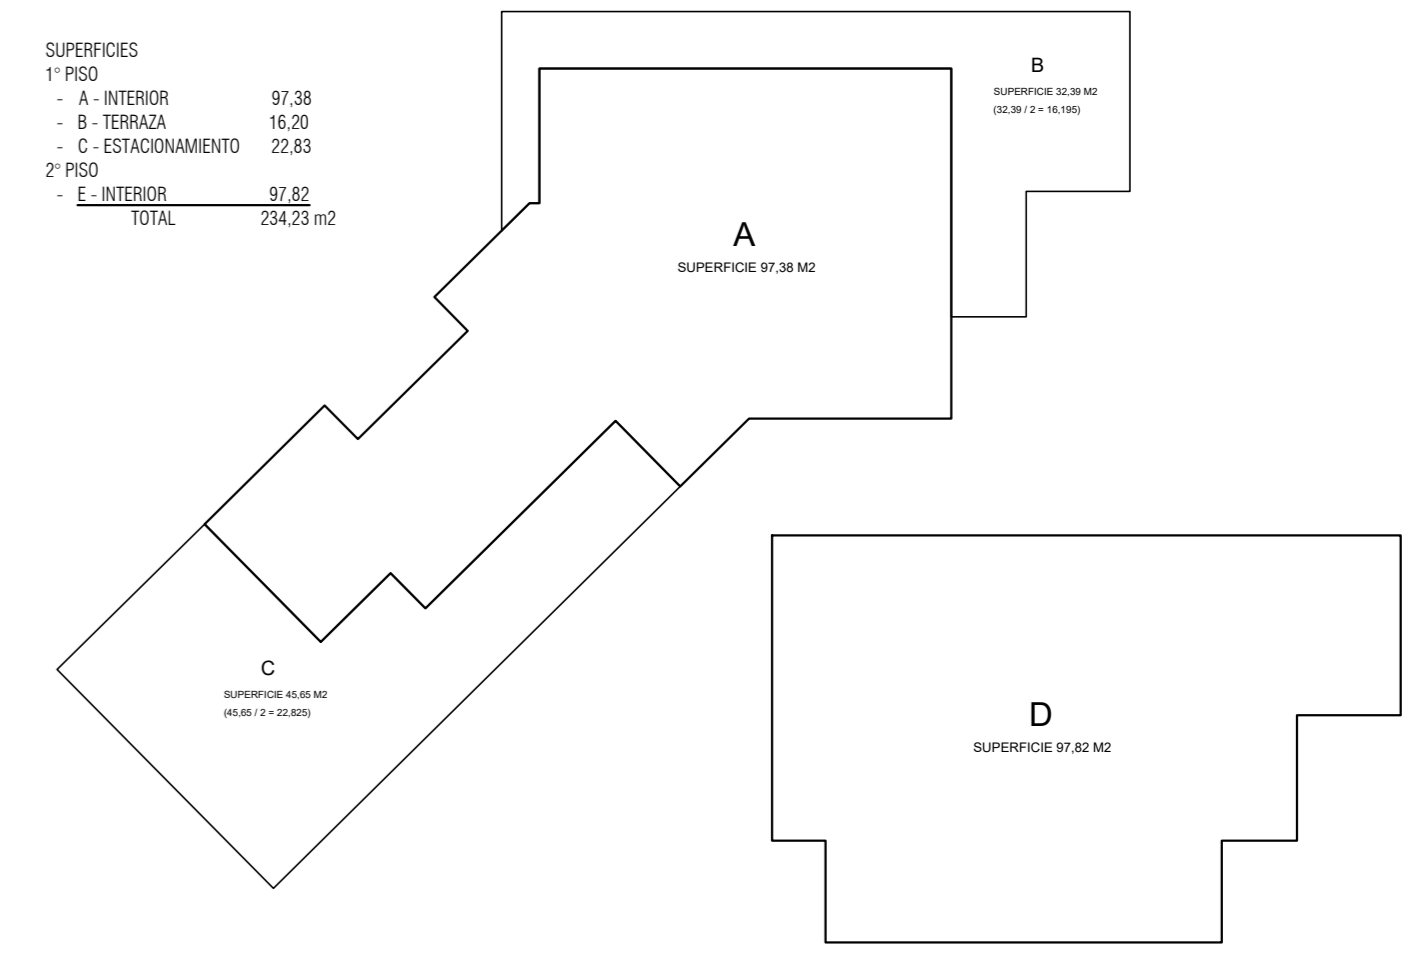 SUPERFICIES
1° PISO
- A - INTERIOR 97,38
- B - TERRAZA 16,20
- C - ESTACIONAMIENTO 22,83
2° PISO
- E - INTERIOR 97,82
TOTAL 234,23 m2
B
SUPERFICIE 32,39 M2
(32,39 / 2 = 16,195)
A
SUPERFICIE 97,38 M2
C
SUPERFICIE 45,65 M2
(45,65 / 2 = 22,825)
D
SUPERFICIE 97,82 M2